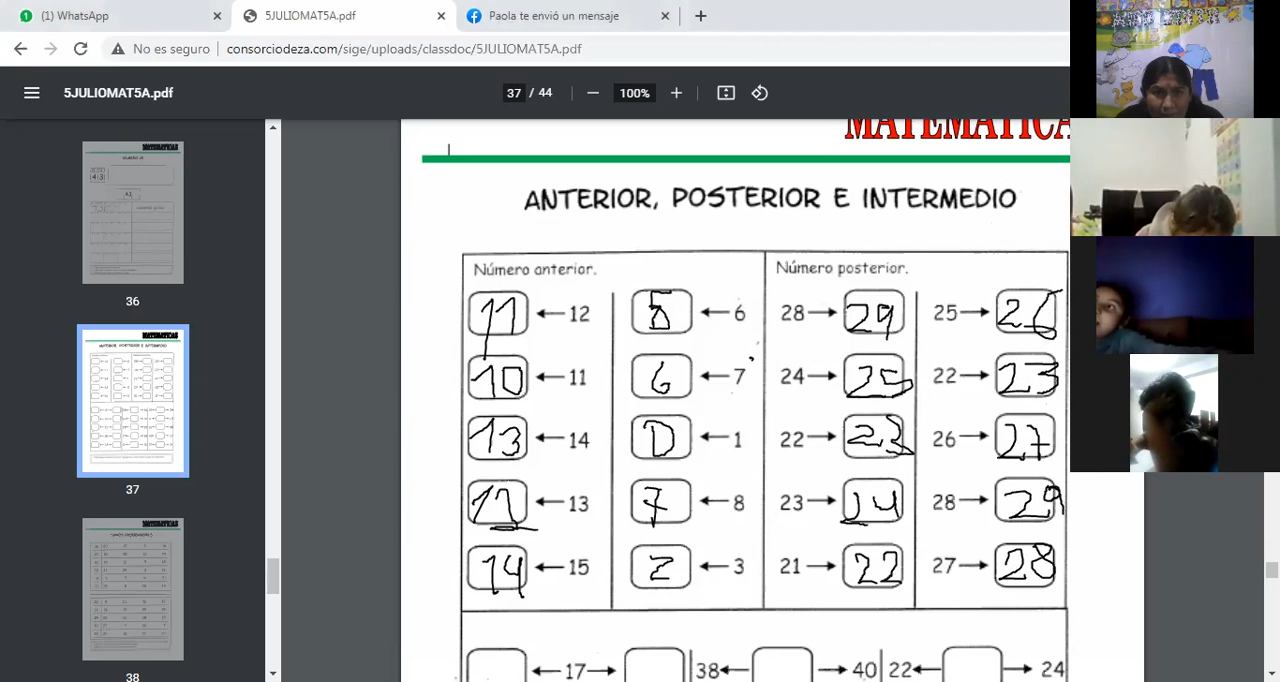 (1) WhatsApp
5JULIOMAT5A.pdf
Paola te envió un mensaje
No es seguro | consorciodeza.com/sige/uploads/classdoc/5JULIOMAT5A.pdf
5JULIOMAT5A.pdf
37 / 44
100%
MATEMATICA
ANTERIOR, POSTERIOR E INTERMEDIO
Número anterior.
Número posterior.
11 ← 12
5 ← 6
28 → 29
25 → 26
10 ← 11
6 ← 7
24 → 25
22 → 23
13 ← 14
0 ← 1
22 → 23
26 → 27
12 ← 13
7 ← 8
23 → 24
28 → 29
14 ← 15
2 ← 3
21 → 22
27 → 28
← 17 →
38 ← → 40
22 ← → 24
36
37
38